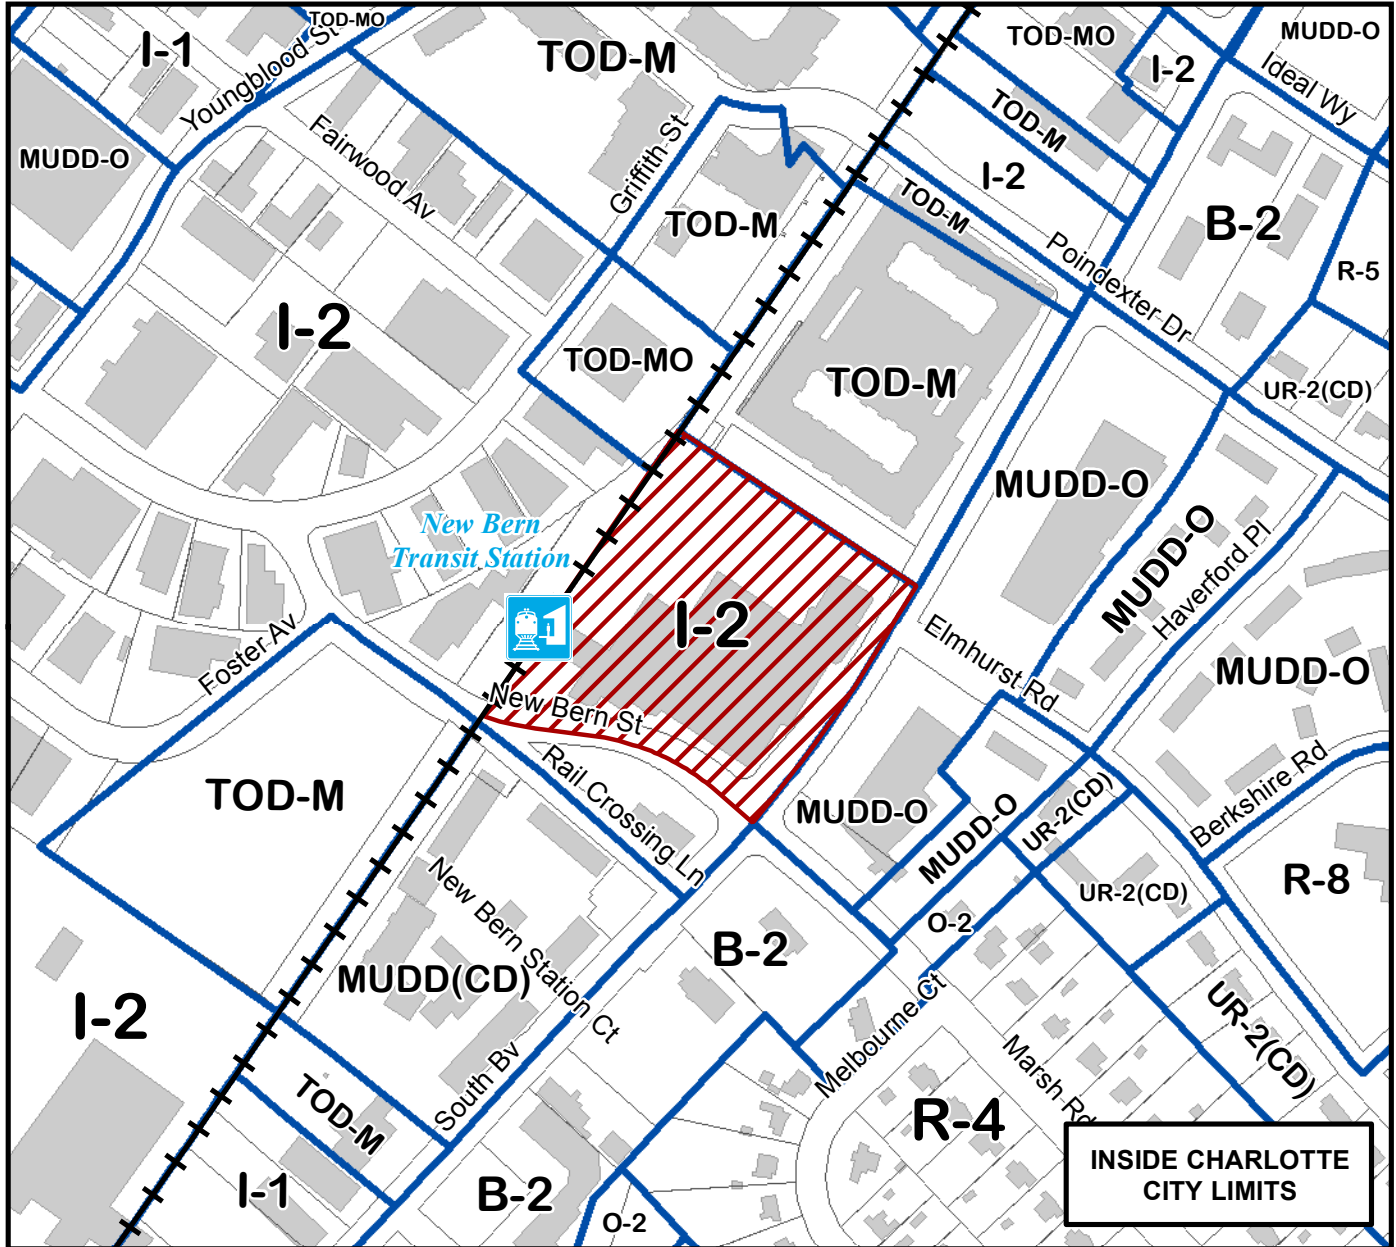 TOD-MO
I-1
Youngblood St
TOD-M
TOD-MO
I-2
MUDD-O
Ideal Wy
MUDD-O
Fairwood Av
Griffith St
TOD-M
I-2
TOD-M
TOD-M
B-2
Poindexter Dr
R-5
I-2
TOD-MO
TOD-M
UR-2(CD)
MUDD-O
New Bern
Transit Station
MUDD-O
Haverford Pl
I-2
Elmhurst Rd
Foster Av
MUDD-O
New Bern St
Rail Crossing Ln
TOD-M
MUDD-O
MUDD-O
UR-2(CD)
Berkshire Rd
New Bern Station Ct
UR-2(CD)
R-8
O-2
B-2
MUDD(CD)
I-2
Melbourne Ct
UR-2(CD)
South Bv
Marsh Rd
TOD-M
R-4
I-1
B-2
O-2
INSIDE CHARLOTTE
CITY LIMITS